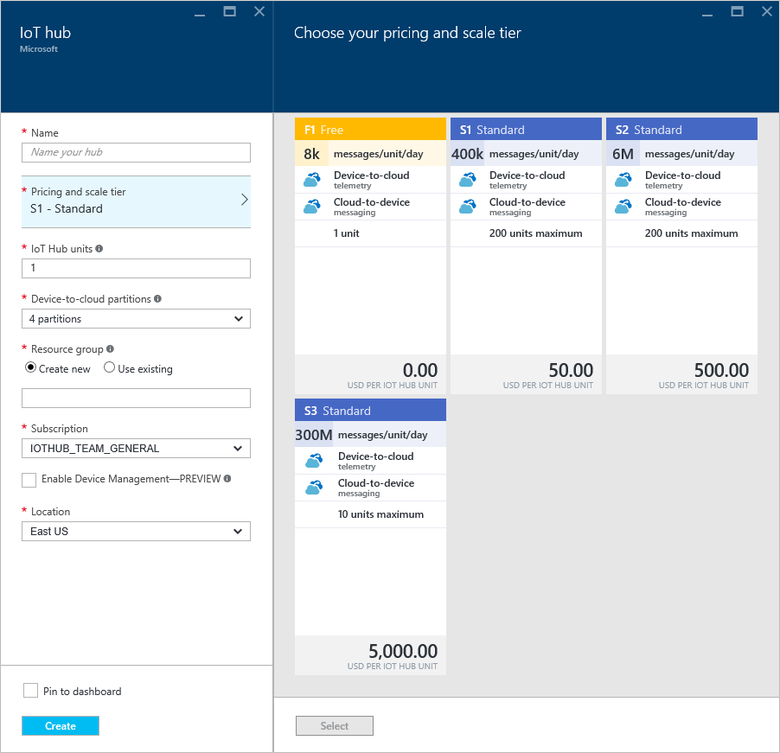 IoT hub
Microsoft
* Name
Name your hub
* Pricing and scale tier
S1 - Standard
* IoT Hub units
1
* Device-to-cloud partitions
4 partitions
* Resource group
Create new Use existing
* Subscription
IOTHUB_TEAM_GENERAL
Enable Device Management—PREVIEW
* Location
East US
Pin to dashboard
Create
Choose your pricing and scale tier
F1 Free
8k messages/unit/day
Device-to-cloud
telemetry
Cloud-to-device
messaging
1 unit
0.00
USD PER IOT HUB UNIT
S1 Standard
400k messages/unit/day
Device-to-cloud
telemetry
Cloud-to-device
messaging
200 units maximum
50.00
USD PER IOT HUB UNIT
S2 Standard
6M messages/unit/day
Device-to-cloud
telemetry
Cloud-to-device
messaging
200 units maximum
500.00
USD PER IOT HUB UNIT
S3 Standard
300M messages/unit/day
Device-to-cloud
telemetry
Cloud-to-device
messaging
10 units maximum
5,000.00
USD PER IOT HUB UNIT
Select